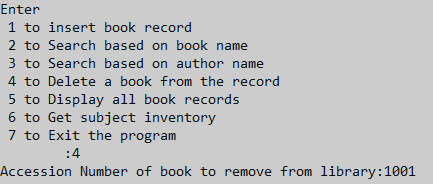 Enter
1 to insert book record
2 to Search based on book name
3 to Search based on author name
4 to Delete a book from the record
5 to Display all book records
6 to Get subject inventory
7 to Exit the program
:4
Accession Number of book to remove from library:1001